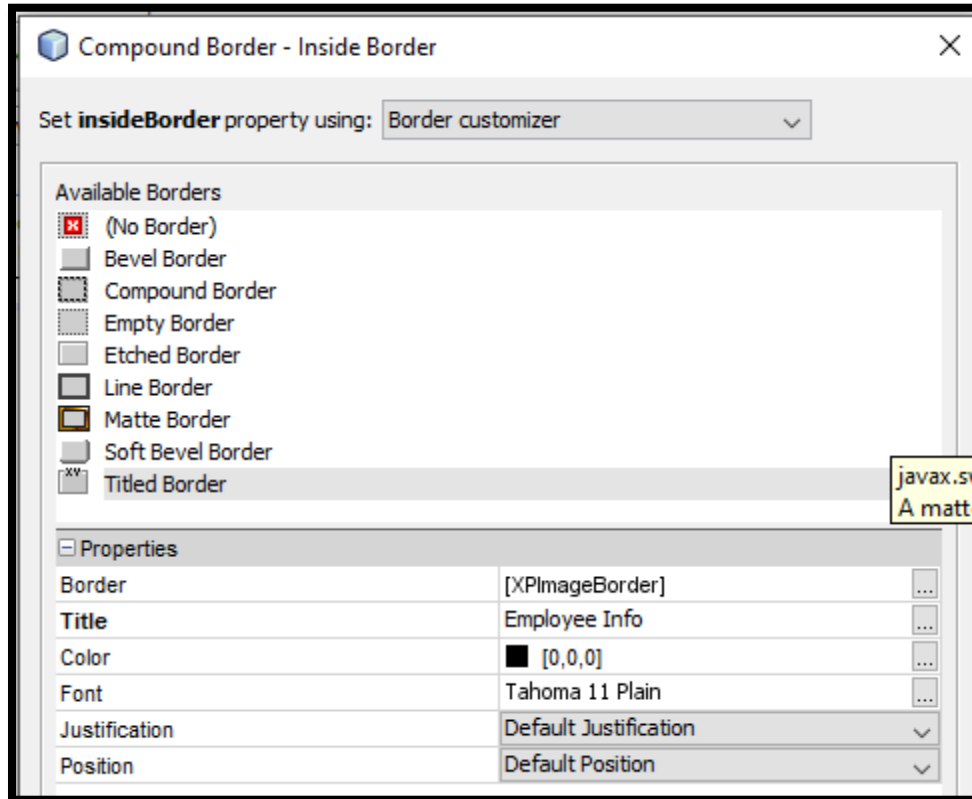 Compound Border - Inside Border
Set insideBorder property using: Border customizer
Available Borders
(No Border)
Bevel Border
Compound Border
Empty Border
Etched Border
Line Border
Matte Border
Soft Bevel Border
XY
Titled Border
javax.sw
A matt
Properties
Border [XPImageBorder] ...
Title Employee Info ...
Color [0,0,0] ...
Font Tahoma 11 Plain ...
Justification Default Justification
Position Default Position